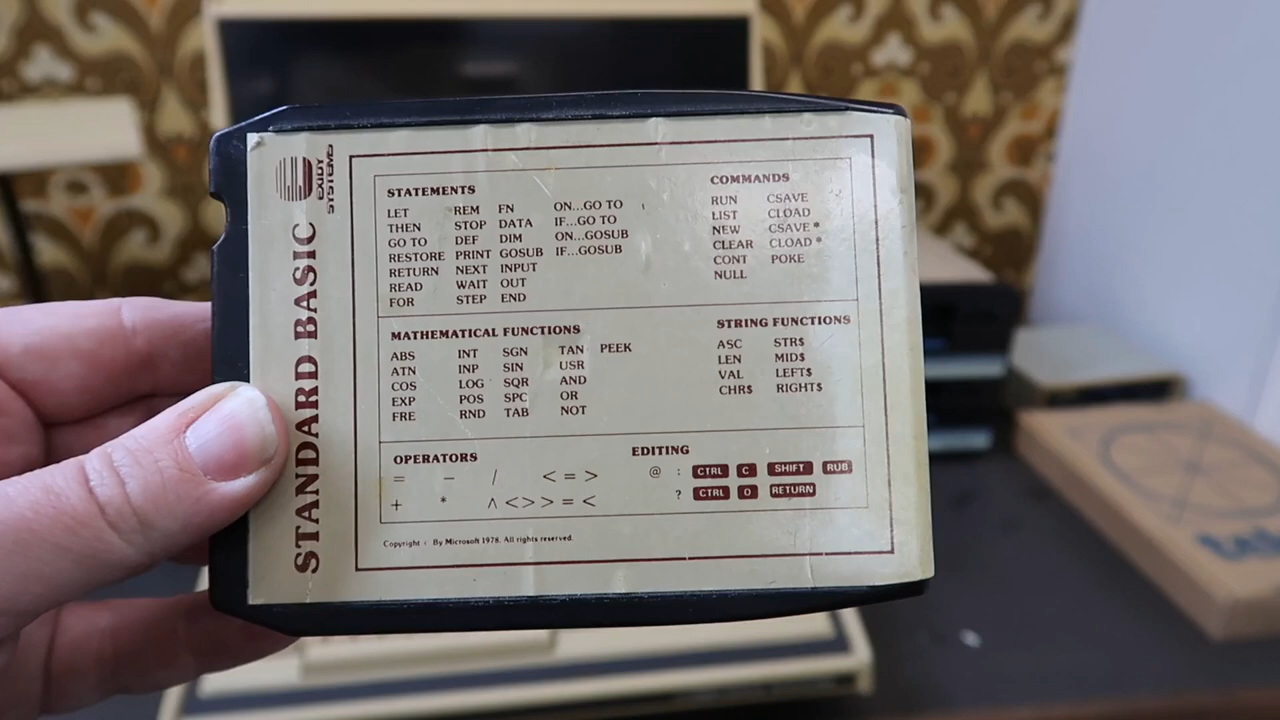 EXIDY
SYSTEMS
STANDARD BASIC
STATEMENTS
LET REM FN ON...GO TO
THEN STOP DATA IF...GO TO
GO TO DEF DIM ON...GOSUB
RESTORE PRINT GOSUB IF...GOSUB
RETURN NEXT INPUT
READ WAIT OUT
FOR STEP END
COMMANDS
RUN CSAVE
LIST CLOAD
NEW CSAVE*
CLEAR CLOAD*
CONT POKE
NULL
MATHEMATICAL FUNCTIONS
ABS INT SGN TAN PEEK
ATN INP SIN USR
COS LOG SQR AND
EXP POS SPC OR
FRE RND TAB NOT
STRING FUNCTIONS
ASC STR$
LEN MID$
VAL LEFT$
CHR$ RIGHT$
OPERATORS
= − / < = >
+ * ∧ < > > = <
EDITING
@ : CTRL C SHIFT RUB
? CTRL O RETURN
Copyright By Microsoft 1978. All rights reserved.